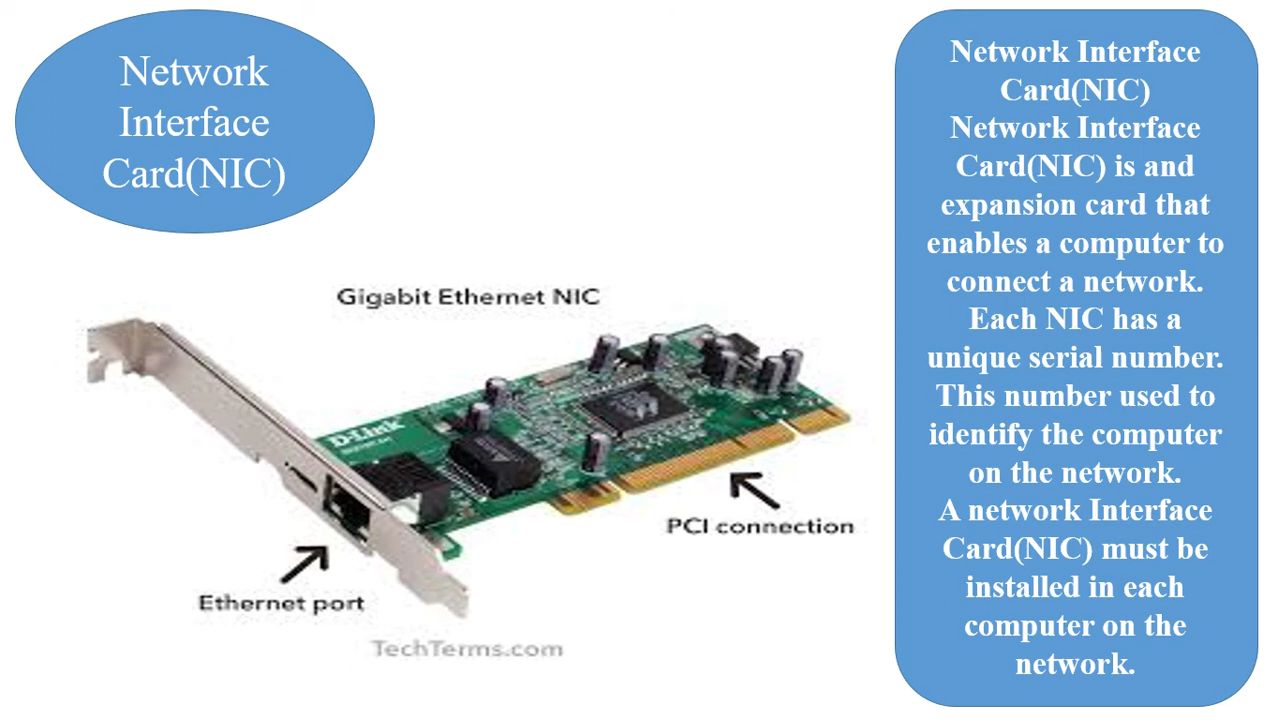 Network
Interface
Card(NIC)
Network Interface
Card(NIC)
Network Interface
Card(NIC) is and
expansion card that
enables a computer to
connect a network.
Each NIC has a
unique serial number.
This number used to
identify the computer
on the network.
A network Interface
Card(NIC) must be
installed in each
computer on the
network.
Gigabit Ethernet NIC
D-Link
PCI connection
Ethernet port
TechTerms.com